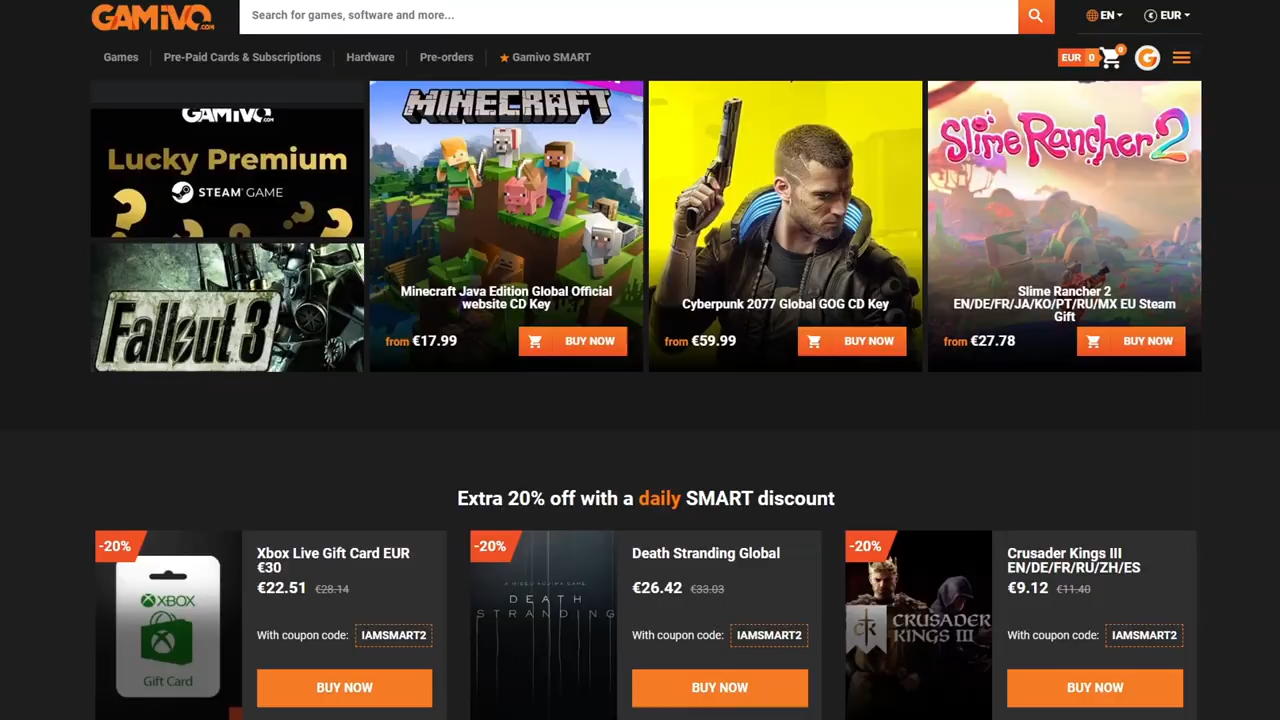 GAMIVO.COM
Search for games, software and more...
EN
EUR
Games
Pre-Paid Cards & Subscriptions
Hardware
Pre-orders
Gamivo SMART
EUR 0
0
GAMIVO.COM
Lucky Premium
STEAM GAME
Fallout 3
MINECRAFT
Minecraft Java Edition Global Official
website CD Key
from €17.99
BUY NOW
Cyberpunk 2077 Global GOG CD Key
from €59.99
BUY NOW
Slime Rancher 2
Slime Rancher 2
EN/DE/FR/JA/KO/PT/RU/MX EU Steam
Gift
from €27.78
BUY NOW
Extra 20% off with a daily SMART discount
-20%
XBOX
Gift Card
Xbox Live Gift Card EUR
€30
€22.51 €28.14
With coupon code: IAMSMART2
BUY NOW
-20%
A HIDEO KOJIMA GAME
DEATH
STRANDING
Death Stranding Global
€26.42 €33.03
With coupon code: IAMSMART2
BUY NOW
-20%
CRUSADER
KINGS III
Crusader Kings III
EN/DE/FR/RU/ZH/ES
€9.12 €11.40
With coupon code: IAMSMART2
BUY NOW